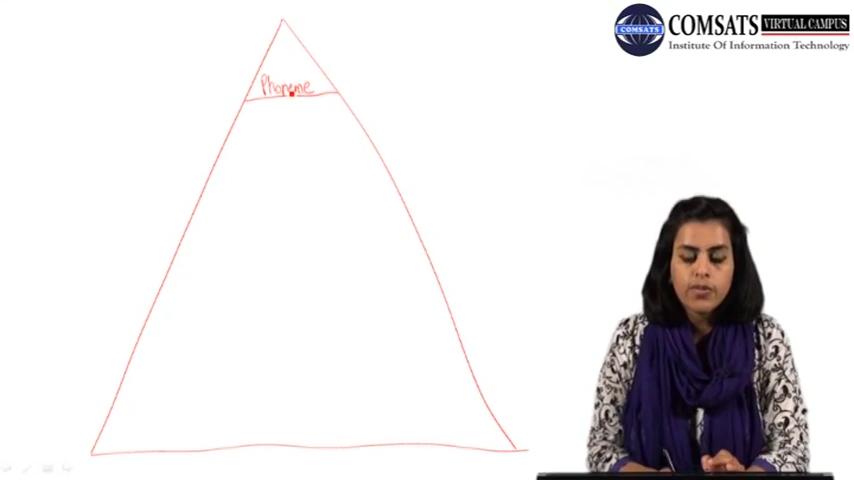 COMSATS VIRTUAL CAMPUS
Institute Of Information Technology
COMSATS
Phoneme